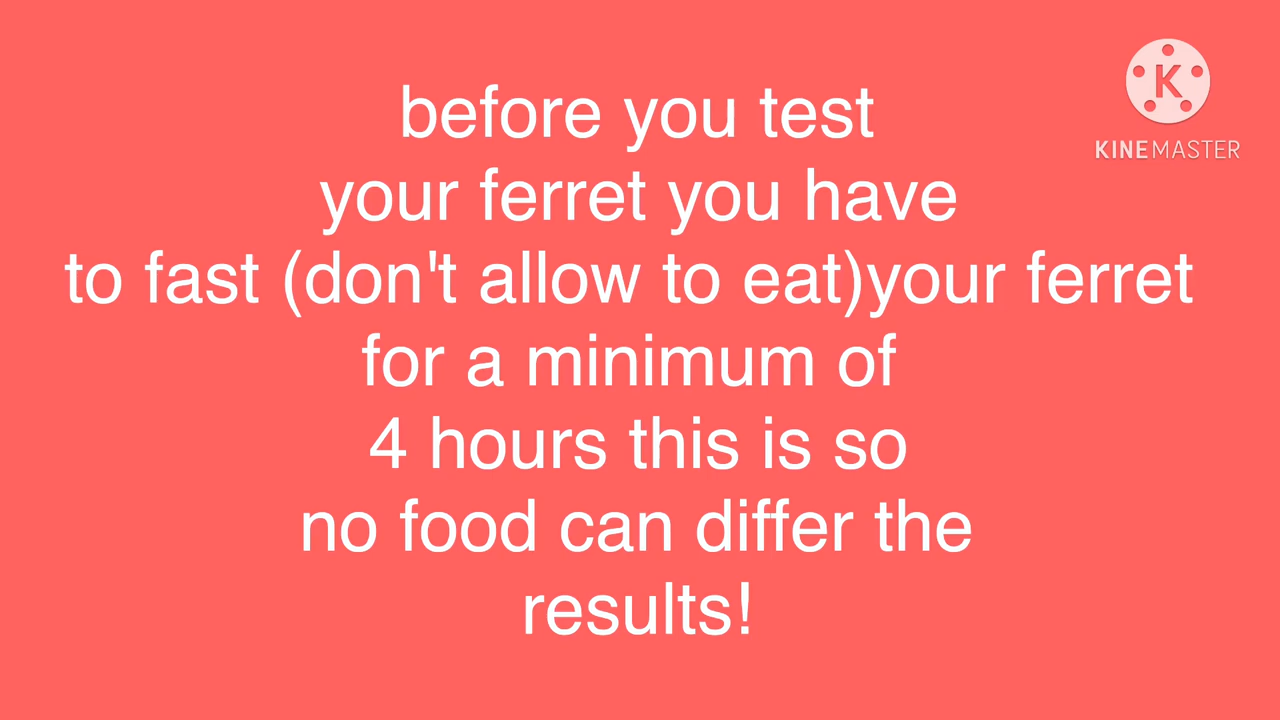 before you test
your ferret you have
to fast (don't allow to eat)your ferret
for a minimum of
4 hours this is so
no food can differ the
results!
K
KINEMASTER